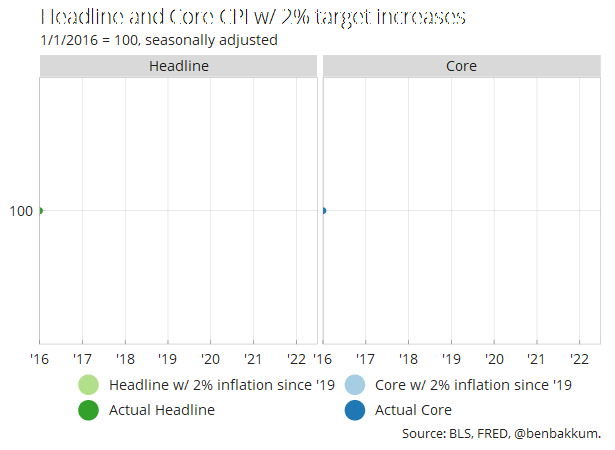 Headline and Core CPI w/ 2% target increases
1/1/2016 = 100, seasonally adjusted
Headline
Core
100
'16 '17 '18 '19 '20 '21 '22 '16 '17 '18 '19 '20 '21 '22
Headline w/ 2% inflation since '19
Core w/ 2% inflation since '19
Actual Headline
Actual Core
Source: BLS, FRED, @benbakkum.